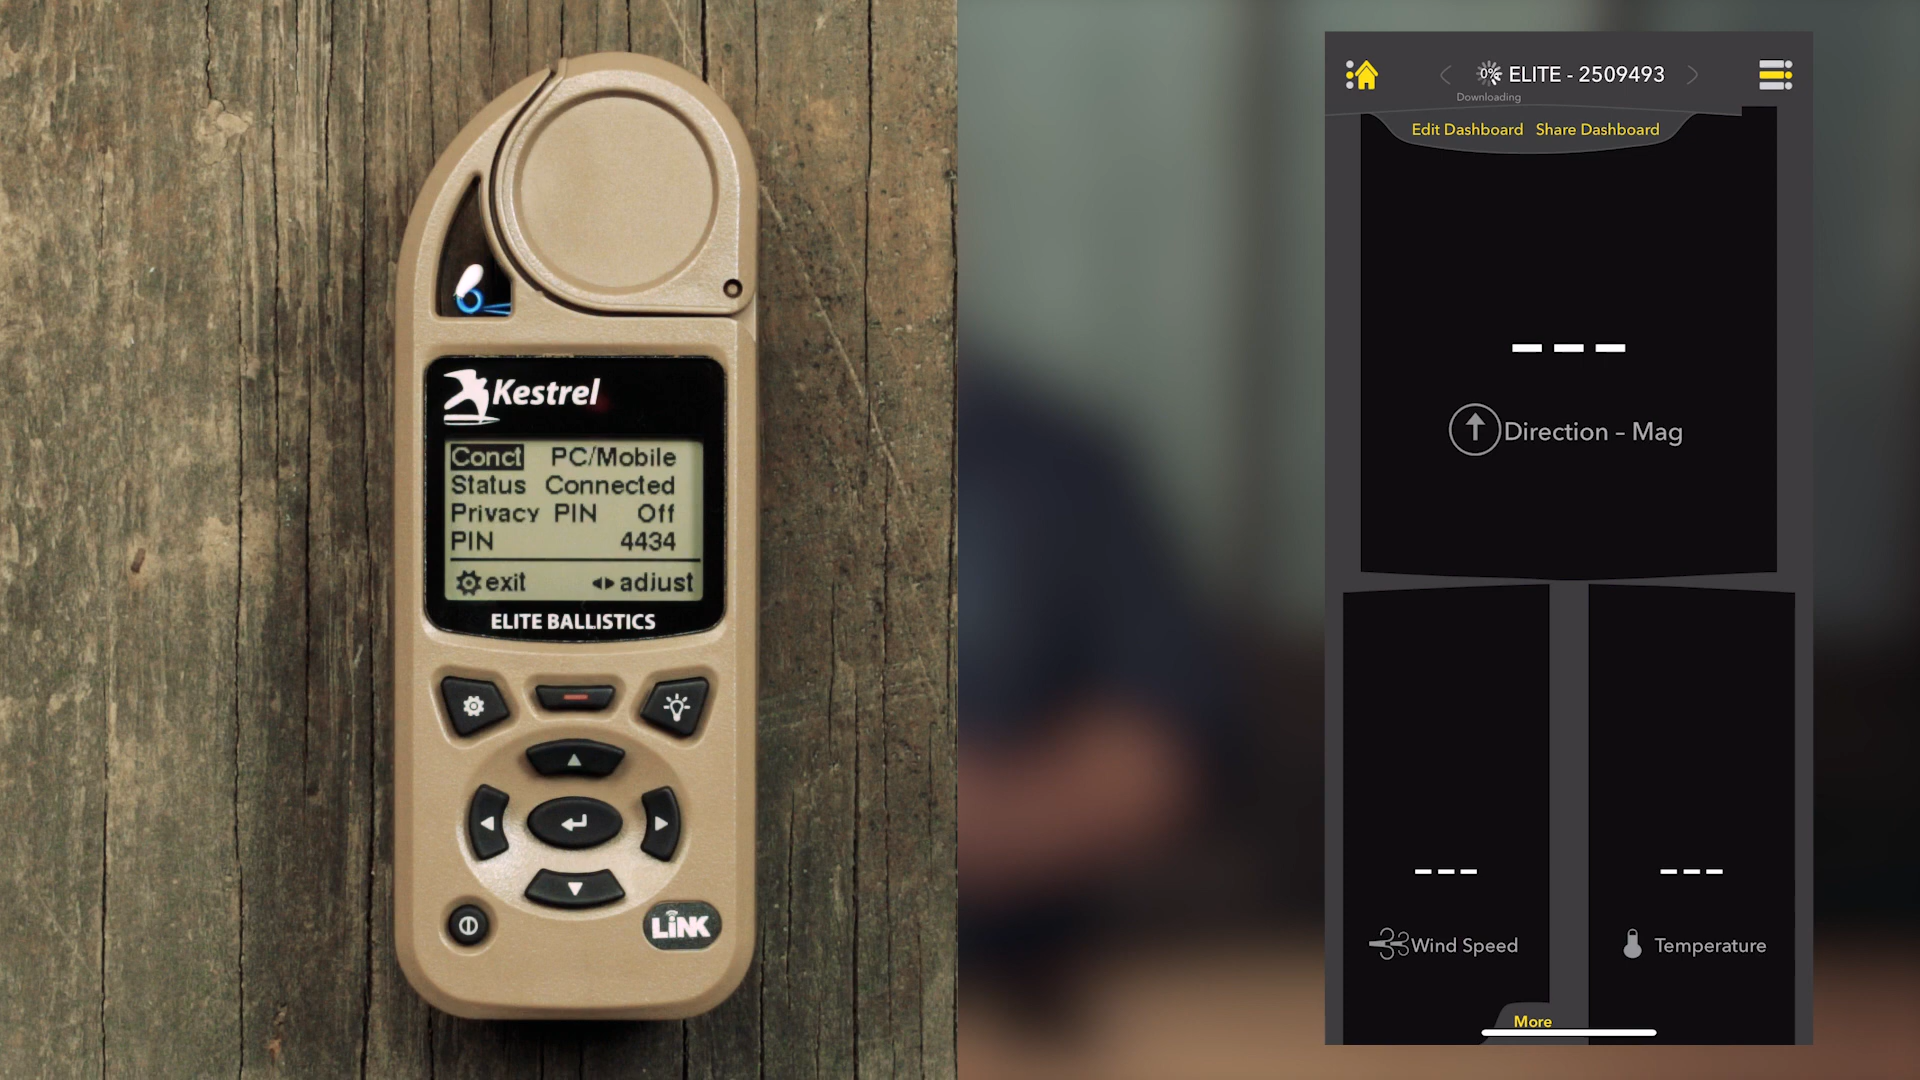 Kestrel
Conct PC/Mobile
Status Connected
Privacy PIN Off
PIN 4434
exit adjust
ELITE BALLISTICS
LiNK
0% ELITE - 2509493
Downloading
Edit Dashboard Share Dashboard
Direction – Mag
Wind Speed
Temperature
More